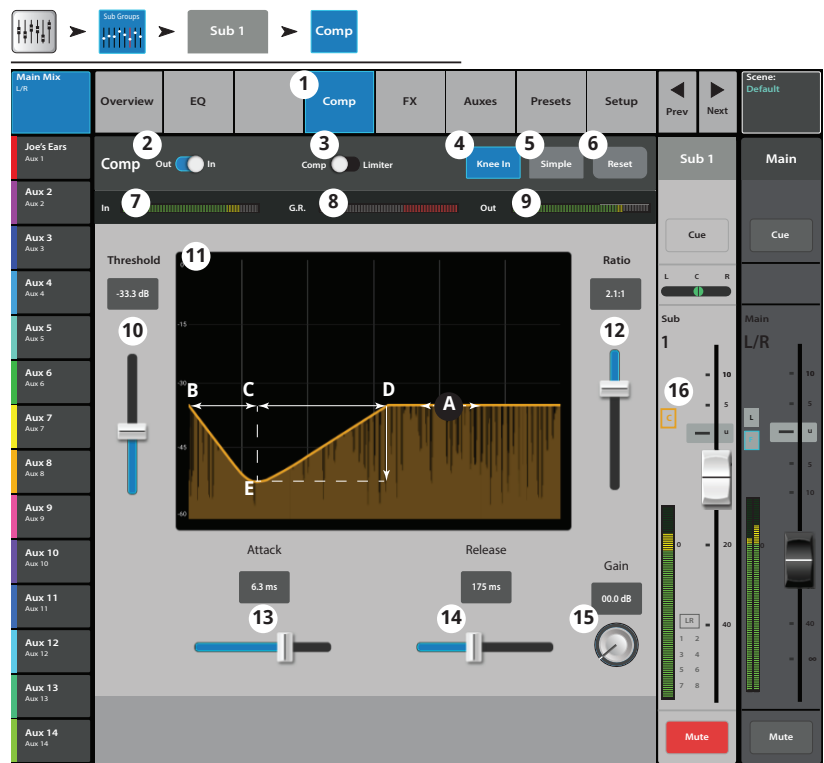 Sub Groups
Sub 1
Comp
Main Mix
L/R
Overview
EQ
1
Comp
FX
Auxes
Presets
Setup
Prev
Next
Scene:
Default
Joe's Ears
Aux 1
Comp
2
Out
In
3
Comp
Limiter
4
Knee In
5
Simple
6
Reset
Sub 1
Main
Aux 2
Aux 2
In
7
G.R.
8
Out
9
Cue
Cue
Aux 3
Aux 3
Threshold
11
Ratio
-33.3 dB
2.1:1
L C R
Aux 4
Aux 4
10
-15
12
Sub
1
Main
L/R
Aux 5
Aux 5
Aux 6
Aux 6
-30
B
C
D
A
16
10
10
5
5
C
L
U
U
Aux 7
Aux 7
-45
Aux 8
Aux 8
E
5
10
Aux 9
Aux 9
-60
Aux 10
Aux 10
Attack
Release
Gain
0
20
0
20
Aux 11
Aux 11
6.3 ms
175 ms
00.0 dB
13
14
15
LR
40
40
1 2
3 4
5 6
7 8
∞
Aux 12
Aux 12
Aux 13
Aux 13
Aux 14
Aux 14
Mute
Mute